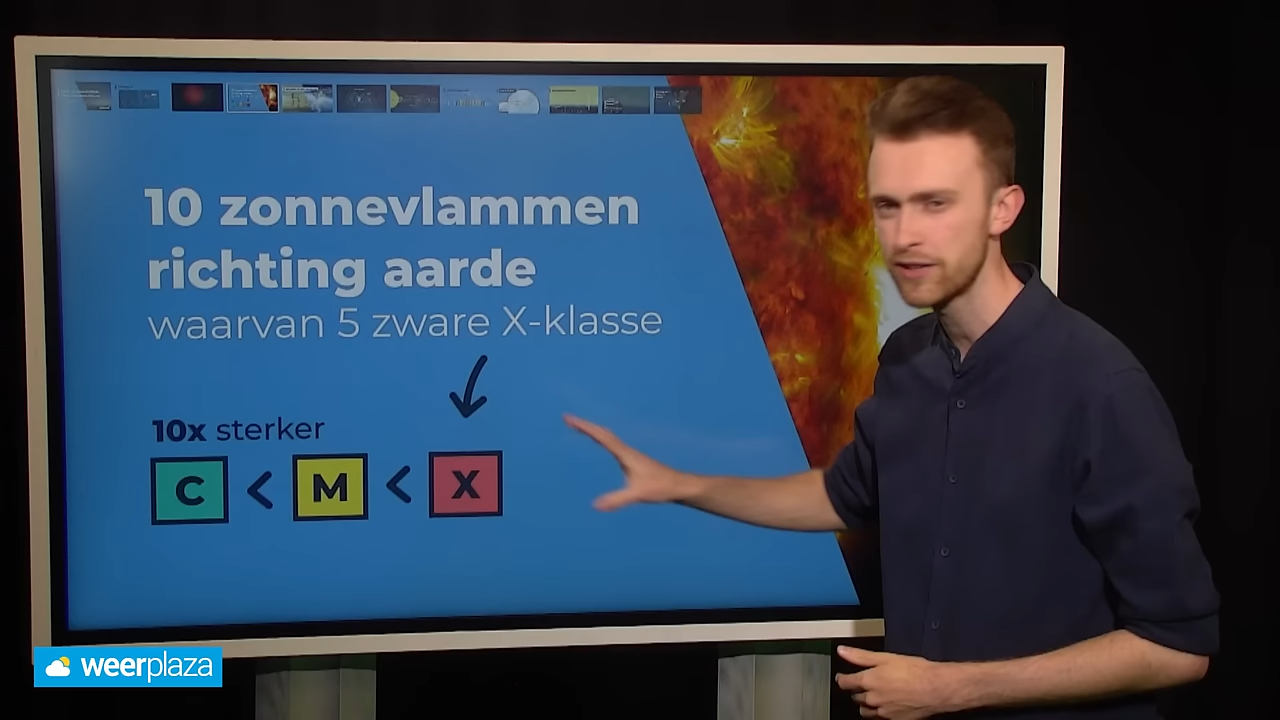 10 zonnevlammen
richting aarde
waarvan 5 zware X-klasse
10x sterker
C < M < X
weerplaza